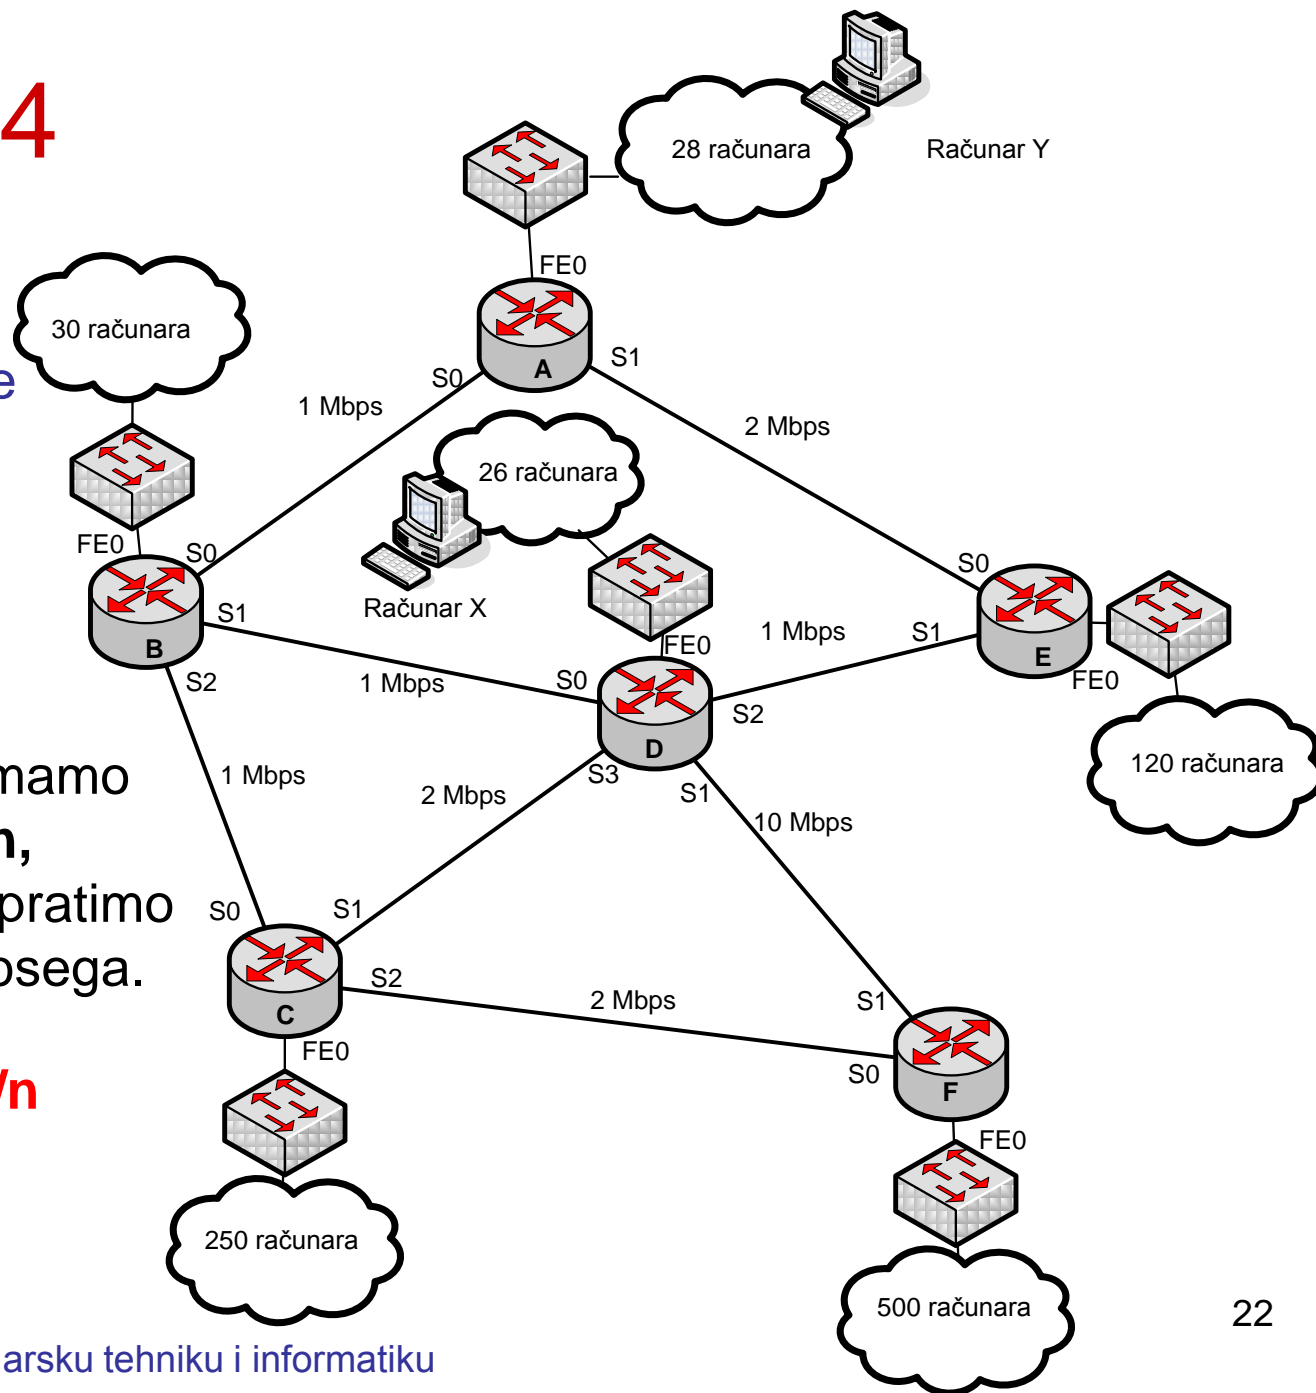 4
28 računara
Računar Y
FE0
30 računara
e
S0
A
S1
1 Mbps
2 Mbps
26 računara
FE0
S0
S0
Računar X
S1
1 Mbps
S1
FE0
B
E
S2
1 Mbps
S0
S2
FE0
D
mamo
1 Mbps
2 Mbps
S3
S1
120 računara
n,
10 Mbps
pratimo
S0
S1
osega.
S2
2 Mbps
S1
C
FE0
S0
F
/n
FE0
250 računara
500 računara
22
arsku tehniku i informatiku